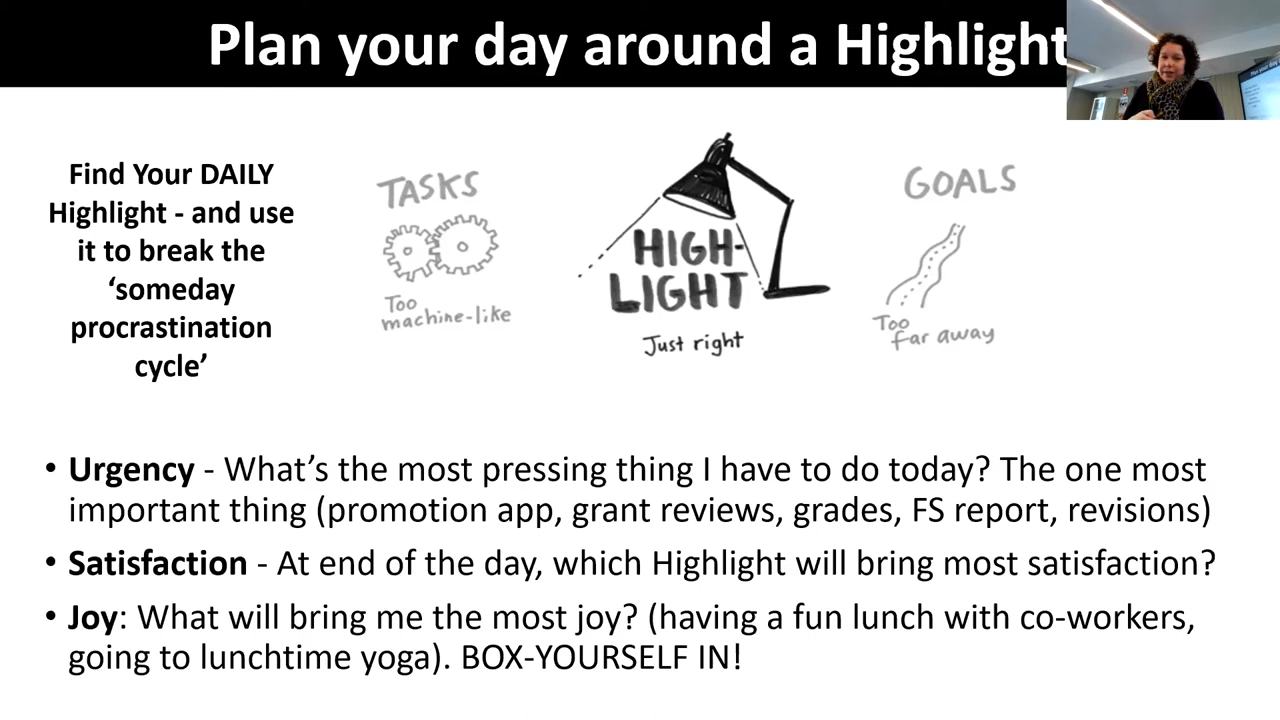 Plan your day around a Highlight
Find Your DAILY
Highlight - and use
it to break the
‘someday
procrastination
cycle’
TASKS
Too
machine-like
HIGH-
LIGHT
Just right
GOALS
Too
far away
• Urgency - What’s the most pressing thing I have to do today? The one most
important thing (promotion app, grant reviews, grades, FS report, revisions)
• Satisfaction - At end of the day, which Highlight will bring most satisfaction?
• Joy: What will bring me the most joy? (having a fun lunch with co-workers,
going to lunchtime yoga). BOX-YOURSELF IN!